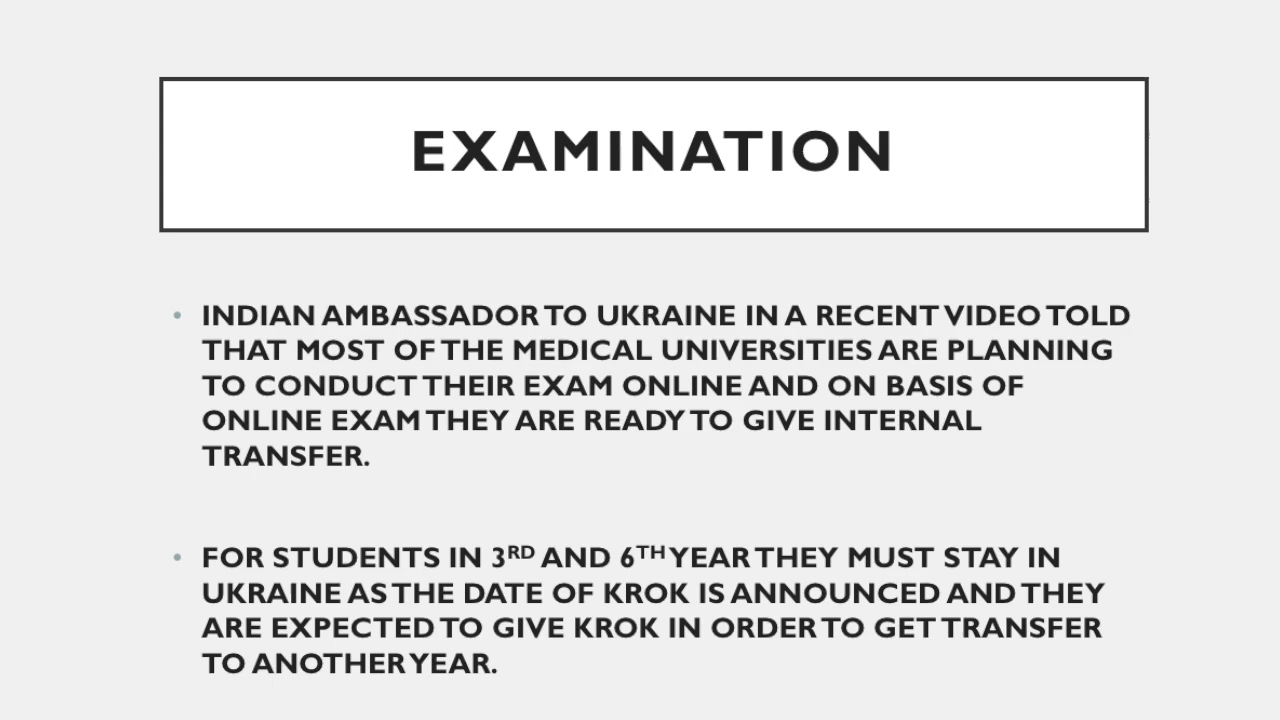 EXAMINATION
• INDIAN AMBASSADOR TO UKRAINE IN A RECENT VIDEO TOLD
THAT MOST OF THE MEDICAL UNIVERSITIES ARE PLANNING
TO CONDUCT THEIR EXAM ONLINE AND ON BASIS OF
ONLINE EXAM THEY ARE READY TO GIVE INTERNAL
TRANSFER.
• FOR STUDENTS IN 3RD AND 6TH YEAR THEY MUST STAY IN
UKRAINE AS THE DATE OF KROK IS ANNOUNCED AND THEY
ARE EXPECTED TO GIVE KROK IN ORDER TO GET TRANSFER
TO ANOTHER YEAR.